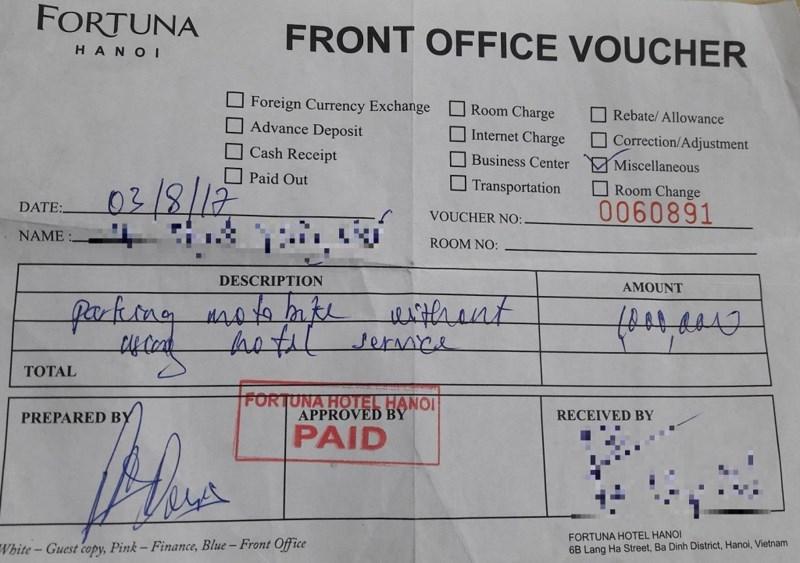 FORTUNA
HANOI
FRONT OFFICE VOUCHER
Foreign Currency Exchange
Advance Deposit
Cash Receipt
Paid Out
Room Charge
Internet Charge
Business Center
Transportation
Rebate/ Allowance
Correction/Adjustment
Miscellaneous
Room Change
DATE: 03/8/17
VOUCHER NO: 0060891
NAME :
ROOM NO:
DESCRIPTION AMOUNT
parking motobike without 1,000,000
using hotel service
TOTAL
PREPARED BY APPROVED BY RECEIVED BY
FORTUNA HOTEL HANOI
PAID
White – Guest copy, Pink – Finance, Blue – Front Office
FORTUNA HOTEL HANOI
6B Lang Ha Street, Ba Dinh District, Hanoi, Vietnam